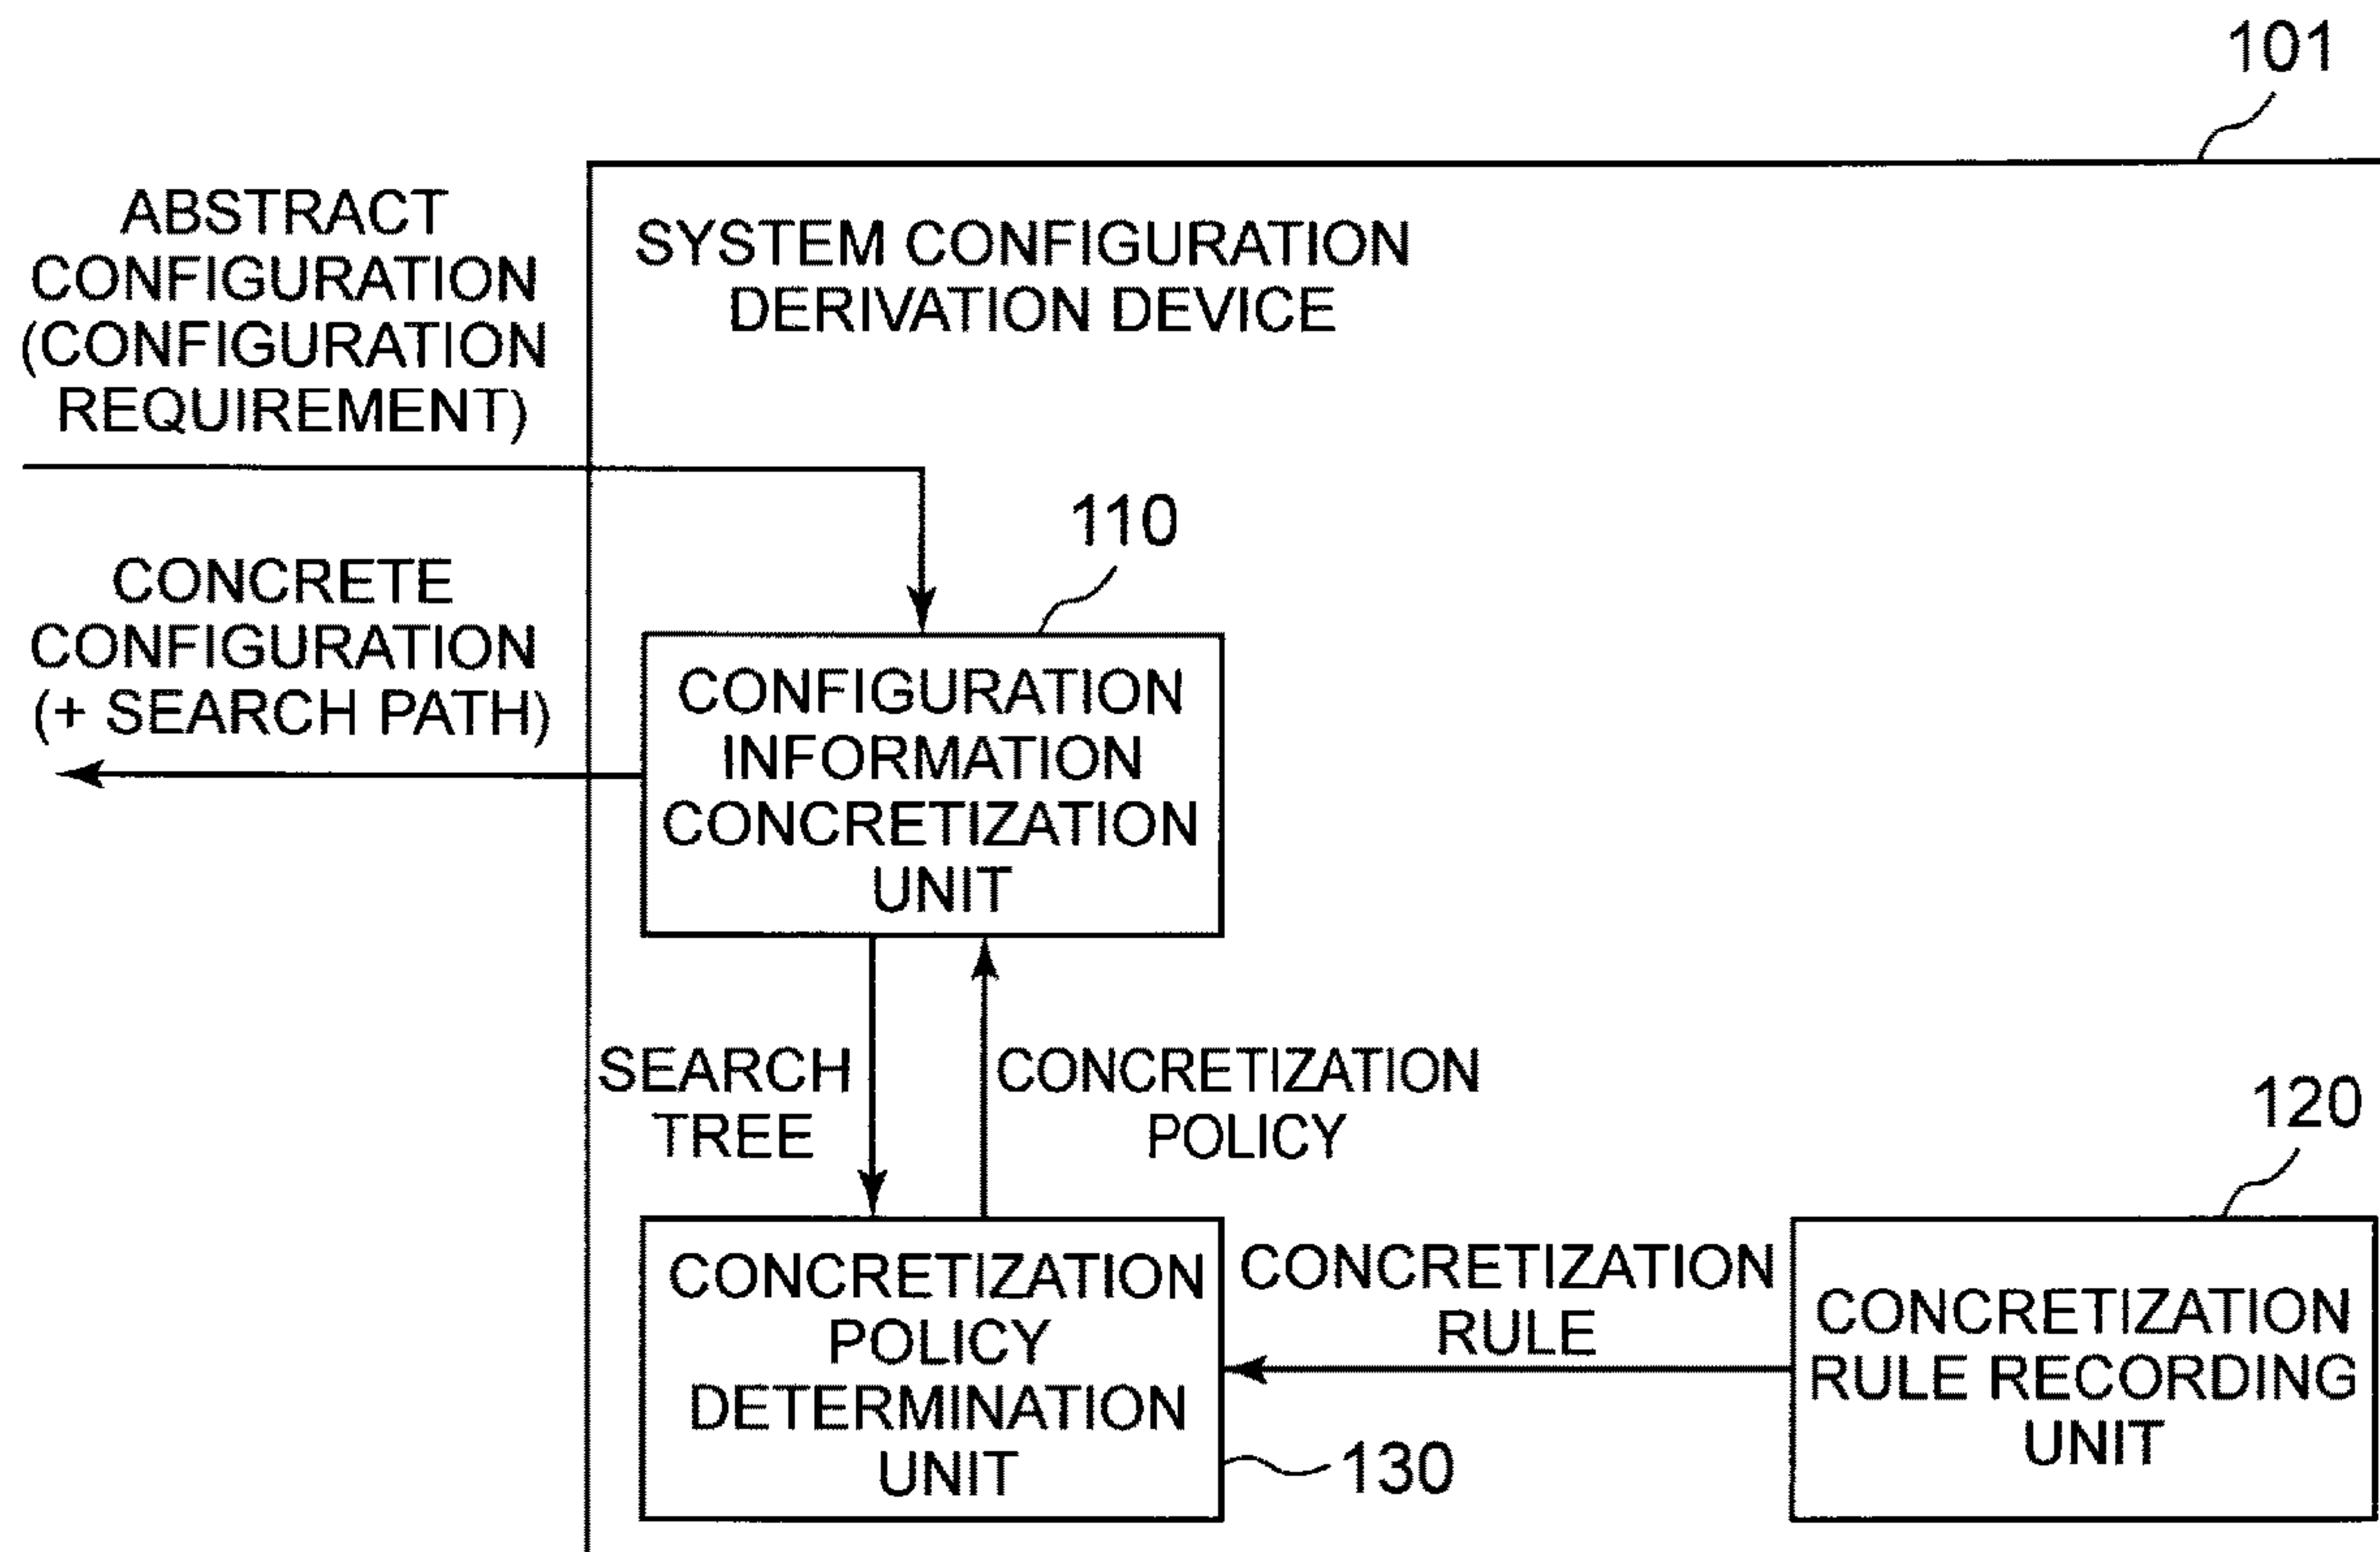 101
ABSTRACT
CONFIGURATION
(CONFIGURATION
REQUIREMENT)
SYSTEM CONFIGURATION
DERIVATION DEVICE
110
CONCRETE
CONFIGURATION
(+ SEARCH PATH)
CONFIGURATION
INFORMATION
CONCRETIZATION
UNIT
SEARCH
TREE
CONCRETIZATION
POLICY
120
CONCRETIZATION
POLICY
DETERMINATION
UNIT
130
CONCRETIZATION
RULE
CONCRETIZATION
RULE RECORDING
UNIT